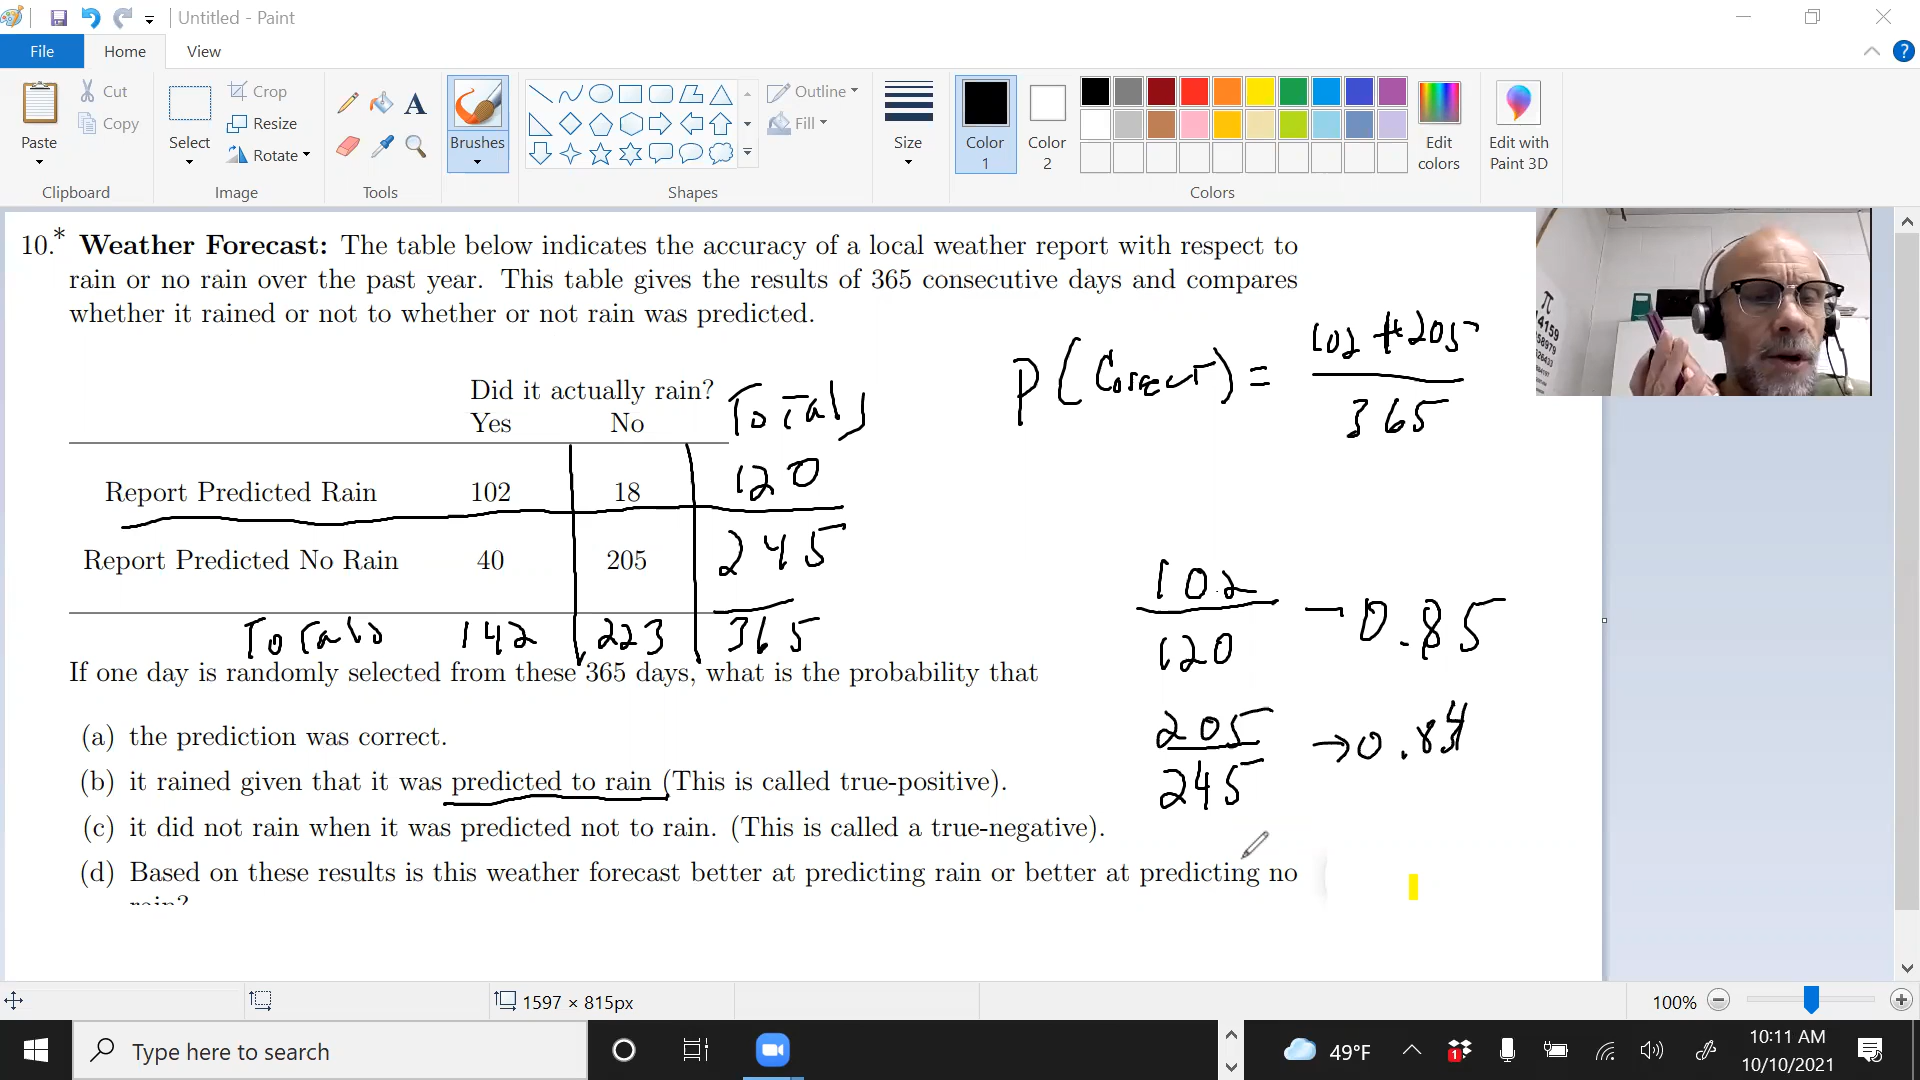 Untitled - Paint
File Home View
Paste Cut Copy Clipboard
Select Crop Resize Rotate Image
Tools
Brushes
Outline Fill Shapes
Size
Color 1 Color 2 Edit colors Colors
Edit with Paint 3D
10.* Weather Forecast: The table below indicates the accuracy of a local weather report with respect to
rain or no rain over the past year. This table gives the results of 365 consecutive days and compares
whether it rained or not to whether or not rain was predicted.
P(Correct) = 102 + 205
365
Did it actually rain? Totals
Yes No
Report Predicted Rain 102 18 120
Report Predicted No Rain 40 205 245
Totals 142 223 365
102
120 → 0.85
205
245 → 0.84
If one day is randomly selected from these 365 days, what is the probability that
(a) the prediction was correct.
(b) it rained given that it was predicted to rain (This is called true-positive).
(c) it did not rain when it was predicted not to rain. (This is called a true-negative).
(d) Based on these results is this weather forecast better at predicting rain or better at predicting no
rain?
π
1597 × 815px
100%
Type here to search
49°F
1
10:11 AM
10/10/2021